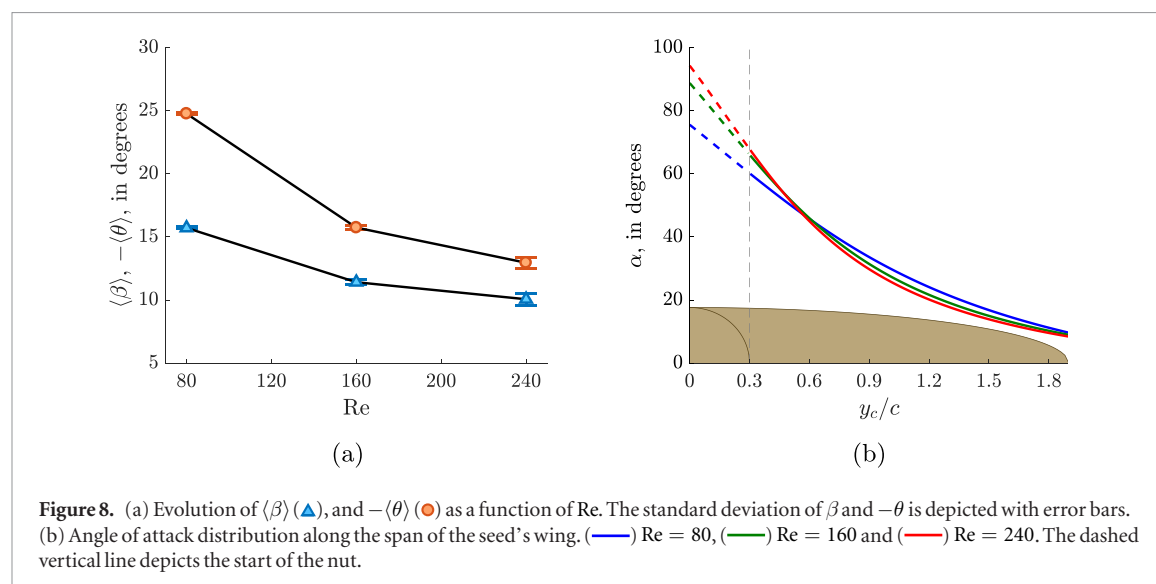 30
25
20
15
10
5
80
120
160
200
240
⟨β⟩, −⟨θ⟩, in degrees
Re
(a)
100
80
60
40
20
0
0
0.3
0.6
0.9
1.2
1.5
1.8
α, in degrees
y_c/c
(b)
Figure 8. (a) Evolution of ⟨β⟩ (▲), and −⟨θ⟩ (●) as a function of Re. The standard deviation of β and −θ is depicted with error bars.
(b) Angle of attack distribution along the span of the seed's wing. (—) Re = 80, (—) Re = 160 and (—) Re = 240. The dashed
vertical line depicts the start of the nut.